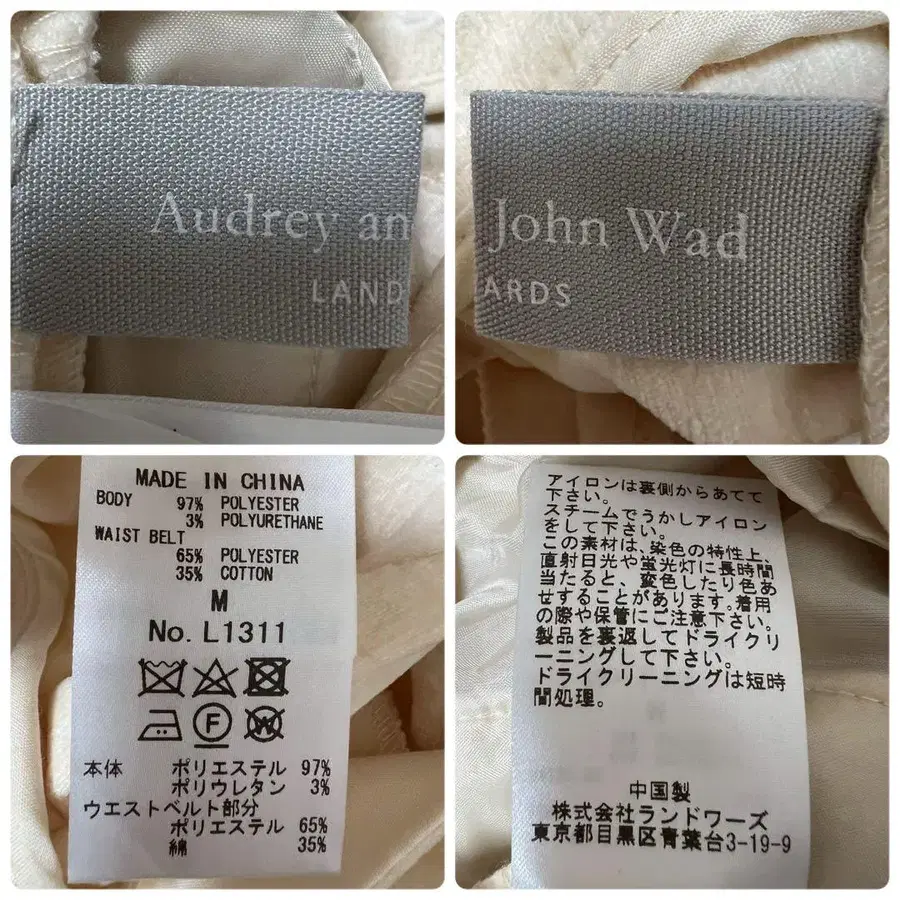 Audrey an
LAND
John Wad
ARDS
MADE IN CHINA
BODY 97% POLYESTER
3% POLYURETHANE
WAIST BELT
65% POLYESTER
35% COTTON
M
No. L1311
F W
本体 ポリエステル 97%
ポリウレタン 3%
ウエストベルト部分
ポリエステル 65%
綿 35%
アイロンは裏側からあてて
下さい。
スチームでうかしアイロン
をして下さい。
この素材は、染色の特性上、
直射日光や蛍光灯に長時間
当たると、変色したり色あ
せすることがあります。着用
の際や保管にご注意下さい。
製品を裏返してドライクリ
ーニングして下さい。
ドライクリーニングは短時
間処理。
中国製
株式会社ランドワーズ
東京都目黒区青葉台3-19-9